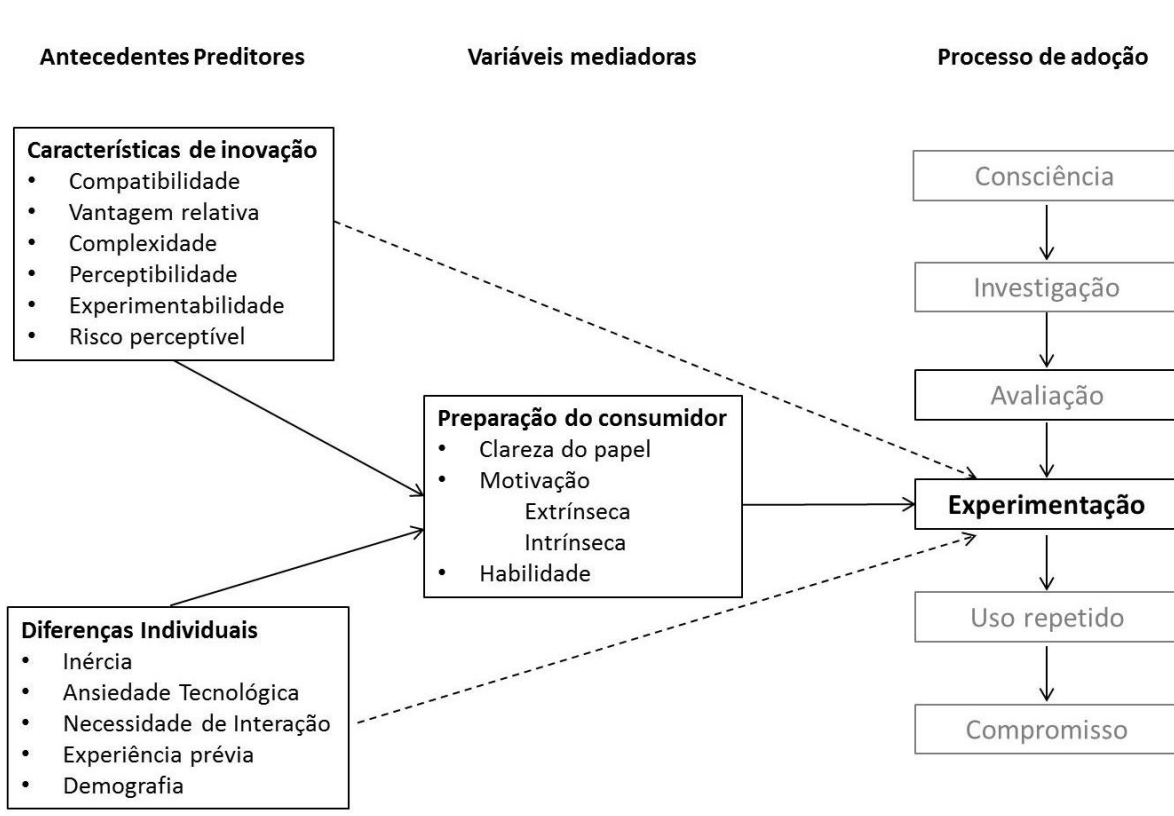 Antecedentes Preditores
Variáveis mediadoras
Processo de adoção
Características de inovação
• Compatibilidade
• Vantagem relativa
• Complexidade
• Perceptibilidade
• Experimentabilidade
• Risco perceptível
Diferenças Individuais
• Inércia
• Ansiedade Tecnológica
• Necessidade de Interação
• Experiência prévia
• Demografia
Preparação do consumidor
• Clareza do papel
• Motivação
Extrínseca
Intrínseca
• Habilidade
Consciência
Investigação
Avaliação
Experimentação
Uso repetido
Compromisso